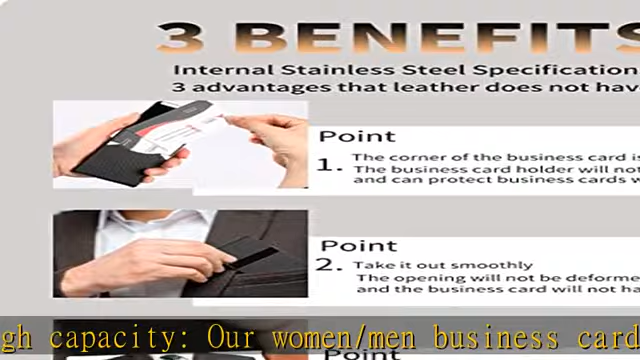 3 BENEFITS
Internal Stainless Steel Specification
3 advantages that leather does not hav
Point
1. The corner of the business card is
The business card holder will not
and can protect business cards w
Point
2. Take it out smoothly
The opening will not be deforme
and the business card will not ha
gh capacity: Our women/men business card
Point